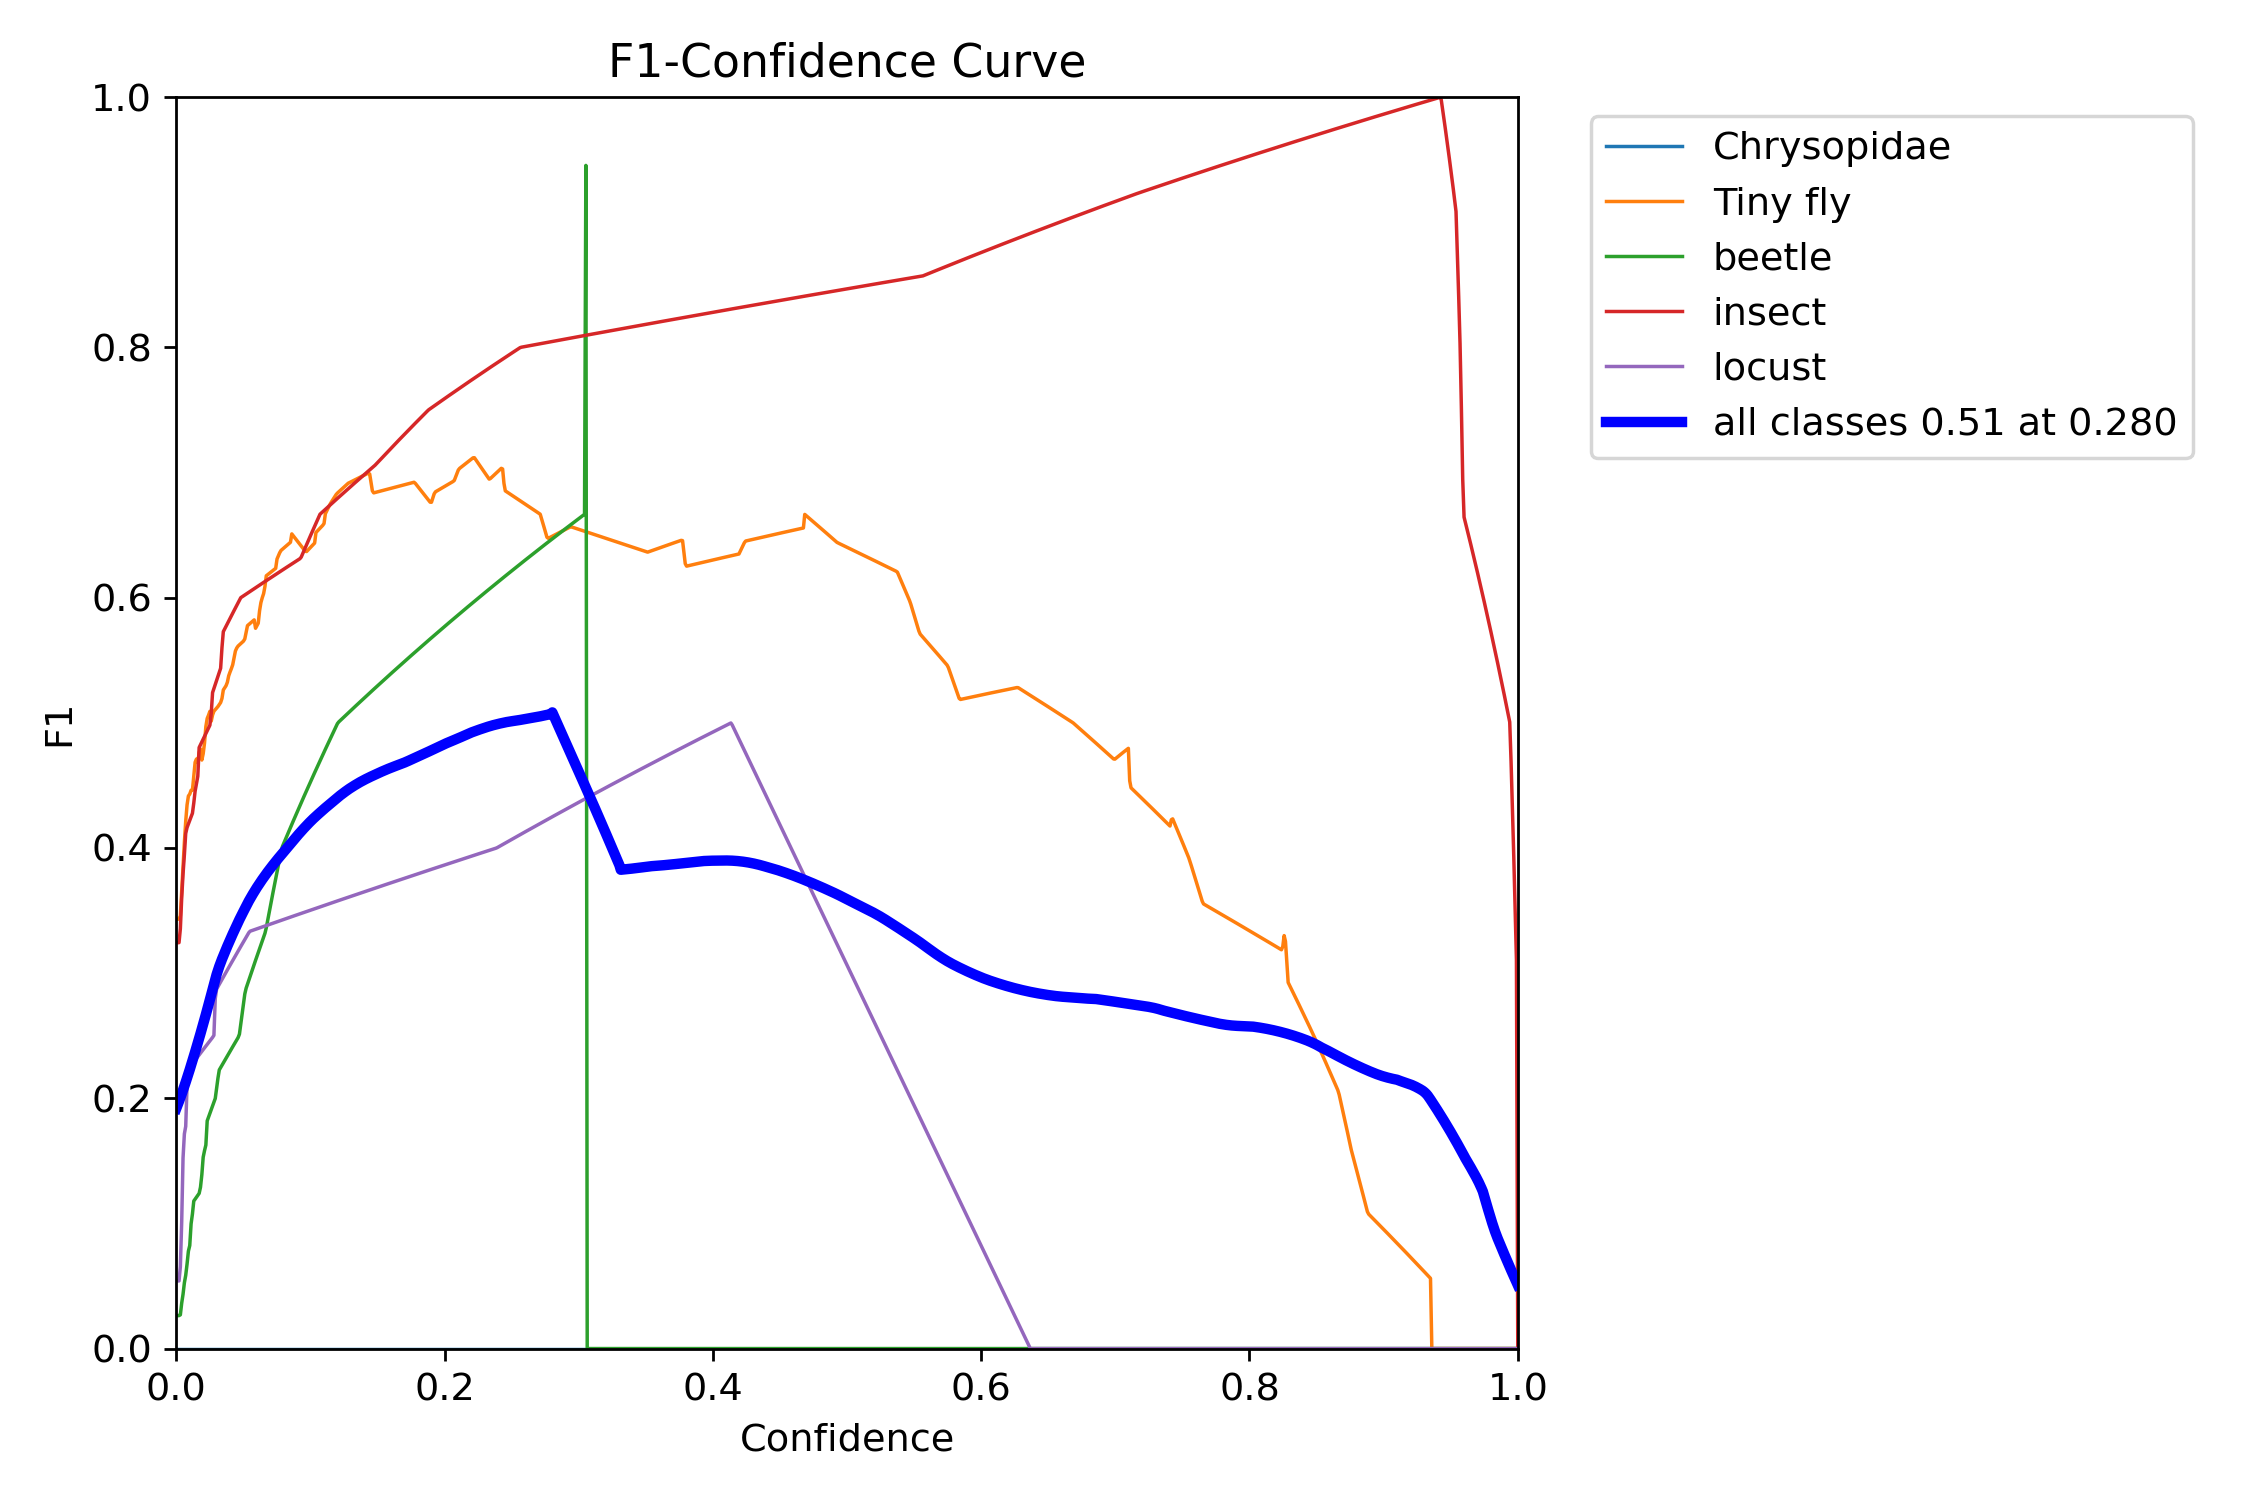 F1-Confidence Curve
1.0
0.8
0.6
0.4
0.2
0.0
F1
0.0 0.2 0.4 0.6 0.8 1.0
Confidence
Chrysopidae
Tiny fly
beetle
insect
locust
all classes 0.51 at 0.280